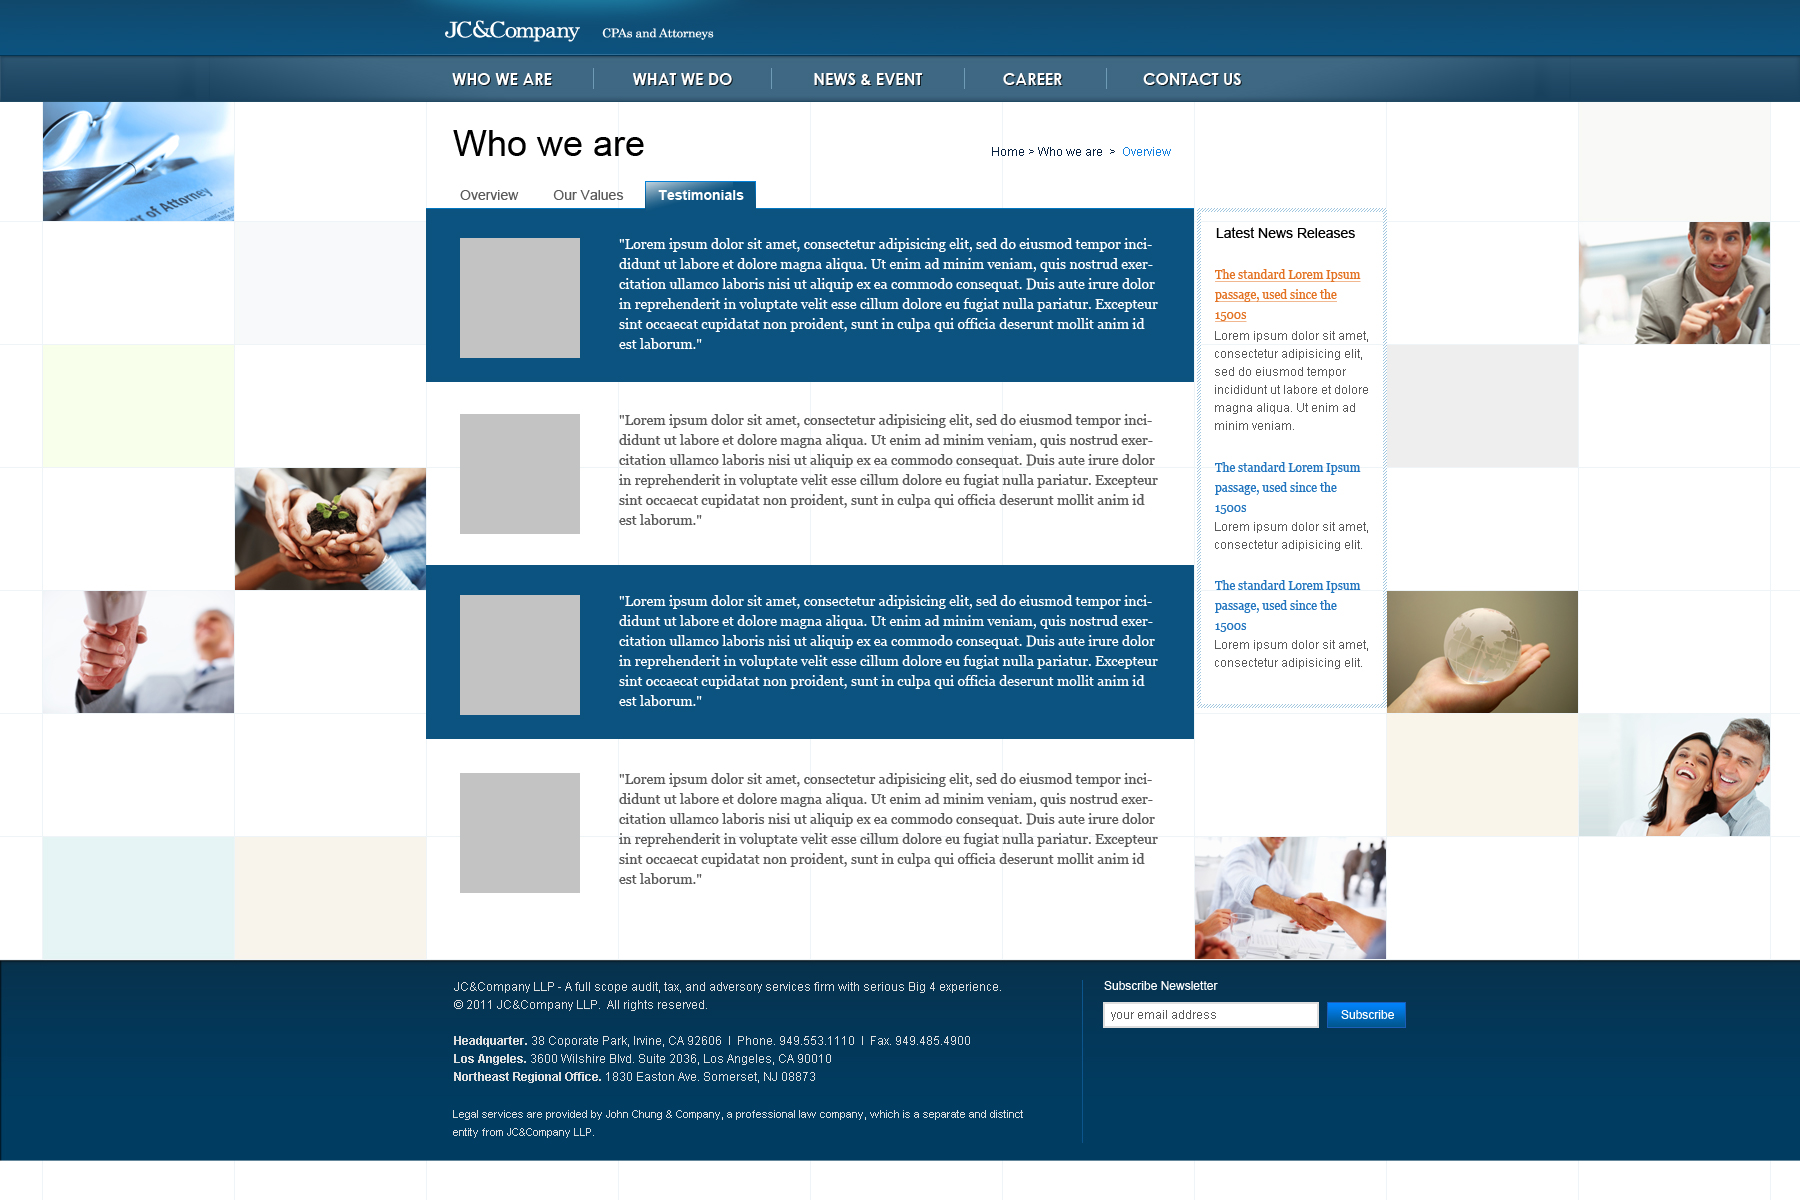 JC&Company CPAs and Attorneys
WHO WE ARE WHAT WE DO NEWS & EVENT CAREER CONTACT US
er of Attorney
Who we are
Home > Who we are > Overview
Overview Our Values Testimonials
"Lorem ipsum dolor sit amet, consectetur adipisicing elit, sed do eiusmod tempor inci-
didunt ut labore et dolore magna aliqua. Ut enim ad minim veniam, quis nostrud exer-
citation ullamco laboris nisi ut aliquip ex ea commodo consequat. Duis aute irure dolor
in reprehenderit in voluptate velit esse cillum dolore eu fugiat nulla pariatur. Excepteur
sint occaecat cupidatat non proident, sunt in culpa qui officia deserunt mollit anim id
est laborum."
"Lorem ipsum dolor sit amet, consectetur adipisicing elit, sed do eiusmod tempor inci-
didunt ut labore et dolore magna aliqua. Ut enim ad minim veniam, quis nostrud exer-
citation ullamco laboris nisi ut aliquip ex ea commodo consequat. Duis aute irure dolor
in reprehenderit in voluptate velit esse cillum dolore eu fugiat nulla pariatur. Excepteur
sint occaecat cupidatat non proident, sunt in culpa qui officia deserunt mollit anim id
est laborum."
"Lorem ipsum dolor sit amet, consectetur adipisicing elit, sed do eiusmod tempor inci-
didunt ut labore et dolore magna aliqua. Ut enim ad minim veniam, quis nostrud exer-
citation ullamco laboris nisi ut aliquip ex ea commodo consequat. Duis aute irure dolor
in reprehenderit in voluptate velit esse cillum dolore eu fugiat nulla pariatur. Excepteur
sint occaecat cupidatat non proident, sunt in culpa qui officia deserunt mollit anim id
est laborum."
"Lorem ipsum dolor sit amet, consectetur adipisicing elit, sed do eiusmod tempor inci-
didunt ut labore et dolore magna aliqua. Ut enim ad minim veniam, quis nostrud exer-
citation ullamco laboris nisi ut aliquip ex ea commodo consequat. Duis aute irure dolor
in reprehenderit in voluptate velit esse cillum dolore eu fugiat nulla pariatur. Excepteur
sint occaecat cupidatat non proident, sunt in culpa qui officia deserunt mollit anim id
est laborum."
Latest News Releases
The standard Lorem Ipsum
passage, used since the
1500s
Lorem ipsum dolor sit amet,
consectetur adipisicing elit,
sed do eiusmod tempor
incididunt ut labore et dolore
magna aliqua. Ut enim ad
minim veniam.
The standard Lorem Ipsum
passage, used since the
1500s
Lorem ipsum dolor sit amet,
consectetur adipisicing elit.
The standard Lorem Ipsum
passage, used since the
1500s
Lorem ipsum dolor sit amet,
consectetur adipisicing elit.
JC&Company LLP - A full scope audit, tax, and adversory services firm with serious Big 4 experience.
© 2011 JC&Company LLP. All rights reserved.
Headquarter. 38 Coporate Park, Irvine, CA 92606 | Phone. 949.553.1110 | Fax. 949.485.4900
Los Angeles. 3600 Wilshire Blvd. Suite 2036, Los Angeles, CA 90010
Northeast Regional Office. 1830 Easton Ave. Somerset, NJ 08873
Legal services are provided by John Chung & Company, a professional law company, which is a separate and distinct
entity from JC&Company LLP.
Subscribe Newsletter
your email address Subscribe